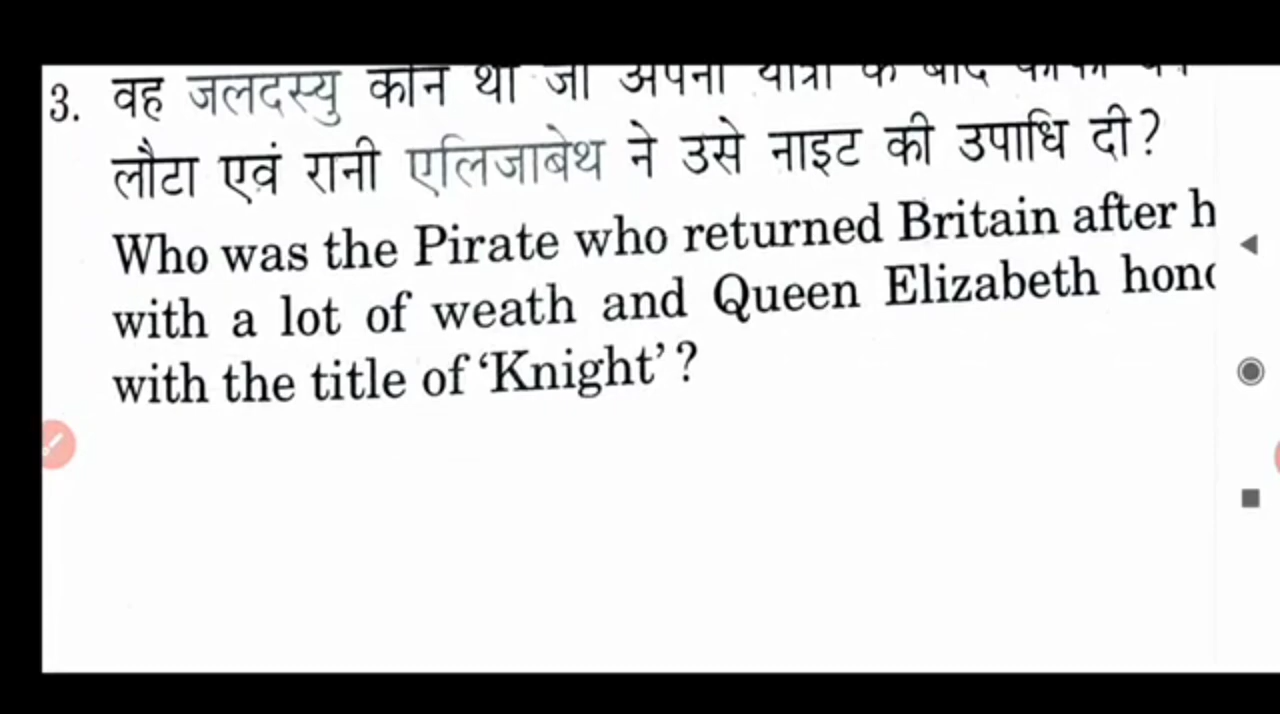 3. वह जलदस्यु कौन था जो अपनी यात्रा के बाद काफी
लौटा एवं रानी एलिजाबेथ ने उसे नाइट की उपाधि दी?
Who was the Pirate who returned Britain after h
with a lot of weath and Queen Elizabeth hono
with the title of ‘Knight’?